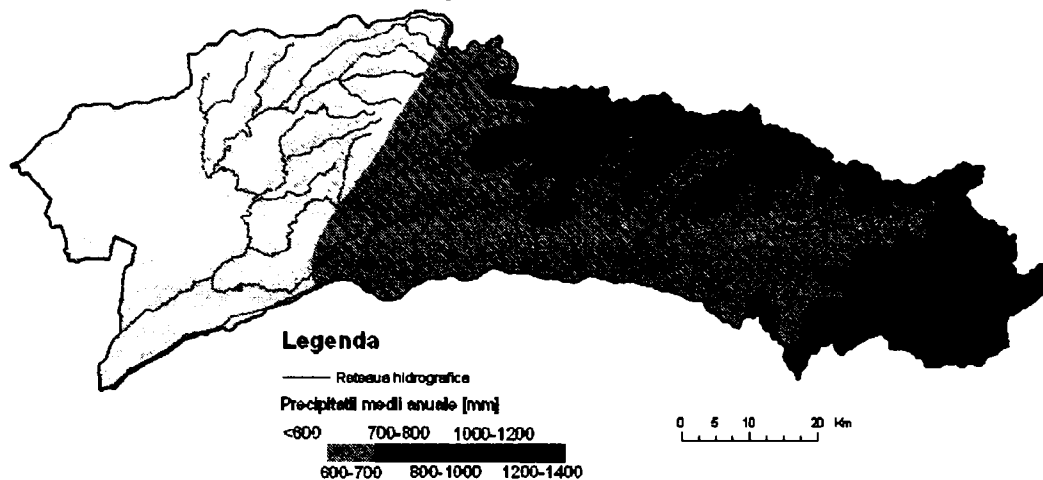 Legenda
Reteaua hidrografica
Precipitatii medii anuale [mm]
<600 700-800 1000-1200
600-700 800-1000 1200-1400
0 5 10 20 Km